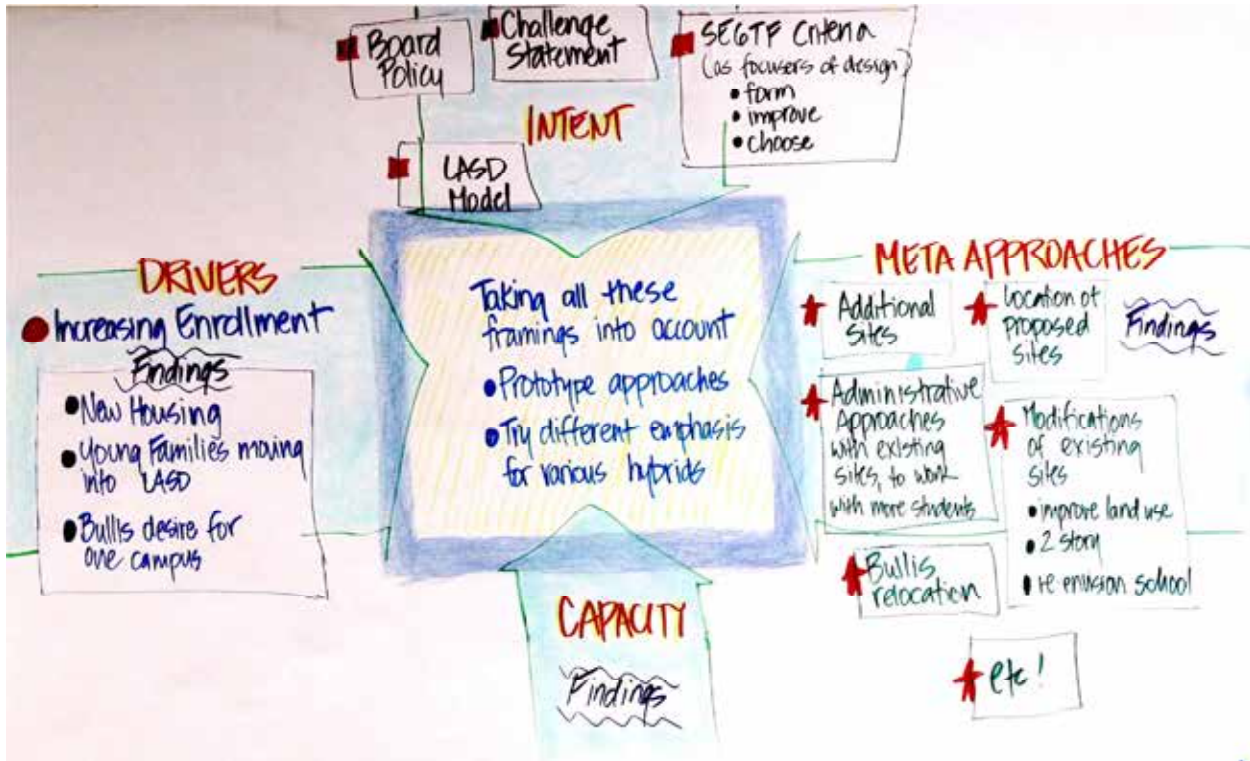 Board
Policy
Challenge
Statement
SEGTF Criteria
(as focusers of design)
• form
• improve
• choose
INTENT
LASD
Model
DRIVERS
Increasing Enrollment
Findings
• New Housing
• Young Families moving
into LASD
• Bullis desire for
one campus
Taking all these
framings into account
• Prototype approaches
• Try different emphasis
for various hybrids
META APPROACHES
Additional
Sites
Location of
proposed
sites
Findings
Administrative
Approaches
with existing
sites, to work
with more students
Modifications
of existing
sites
• improve land use
• 2 story
• re envision school
Bullis
relocation
etc!
CAPACITY
Findings